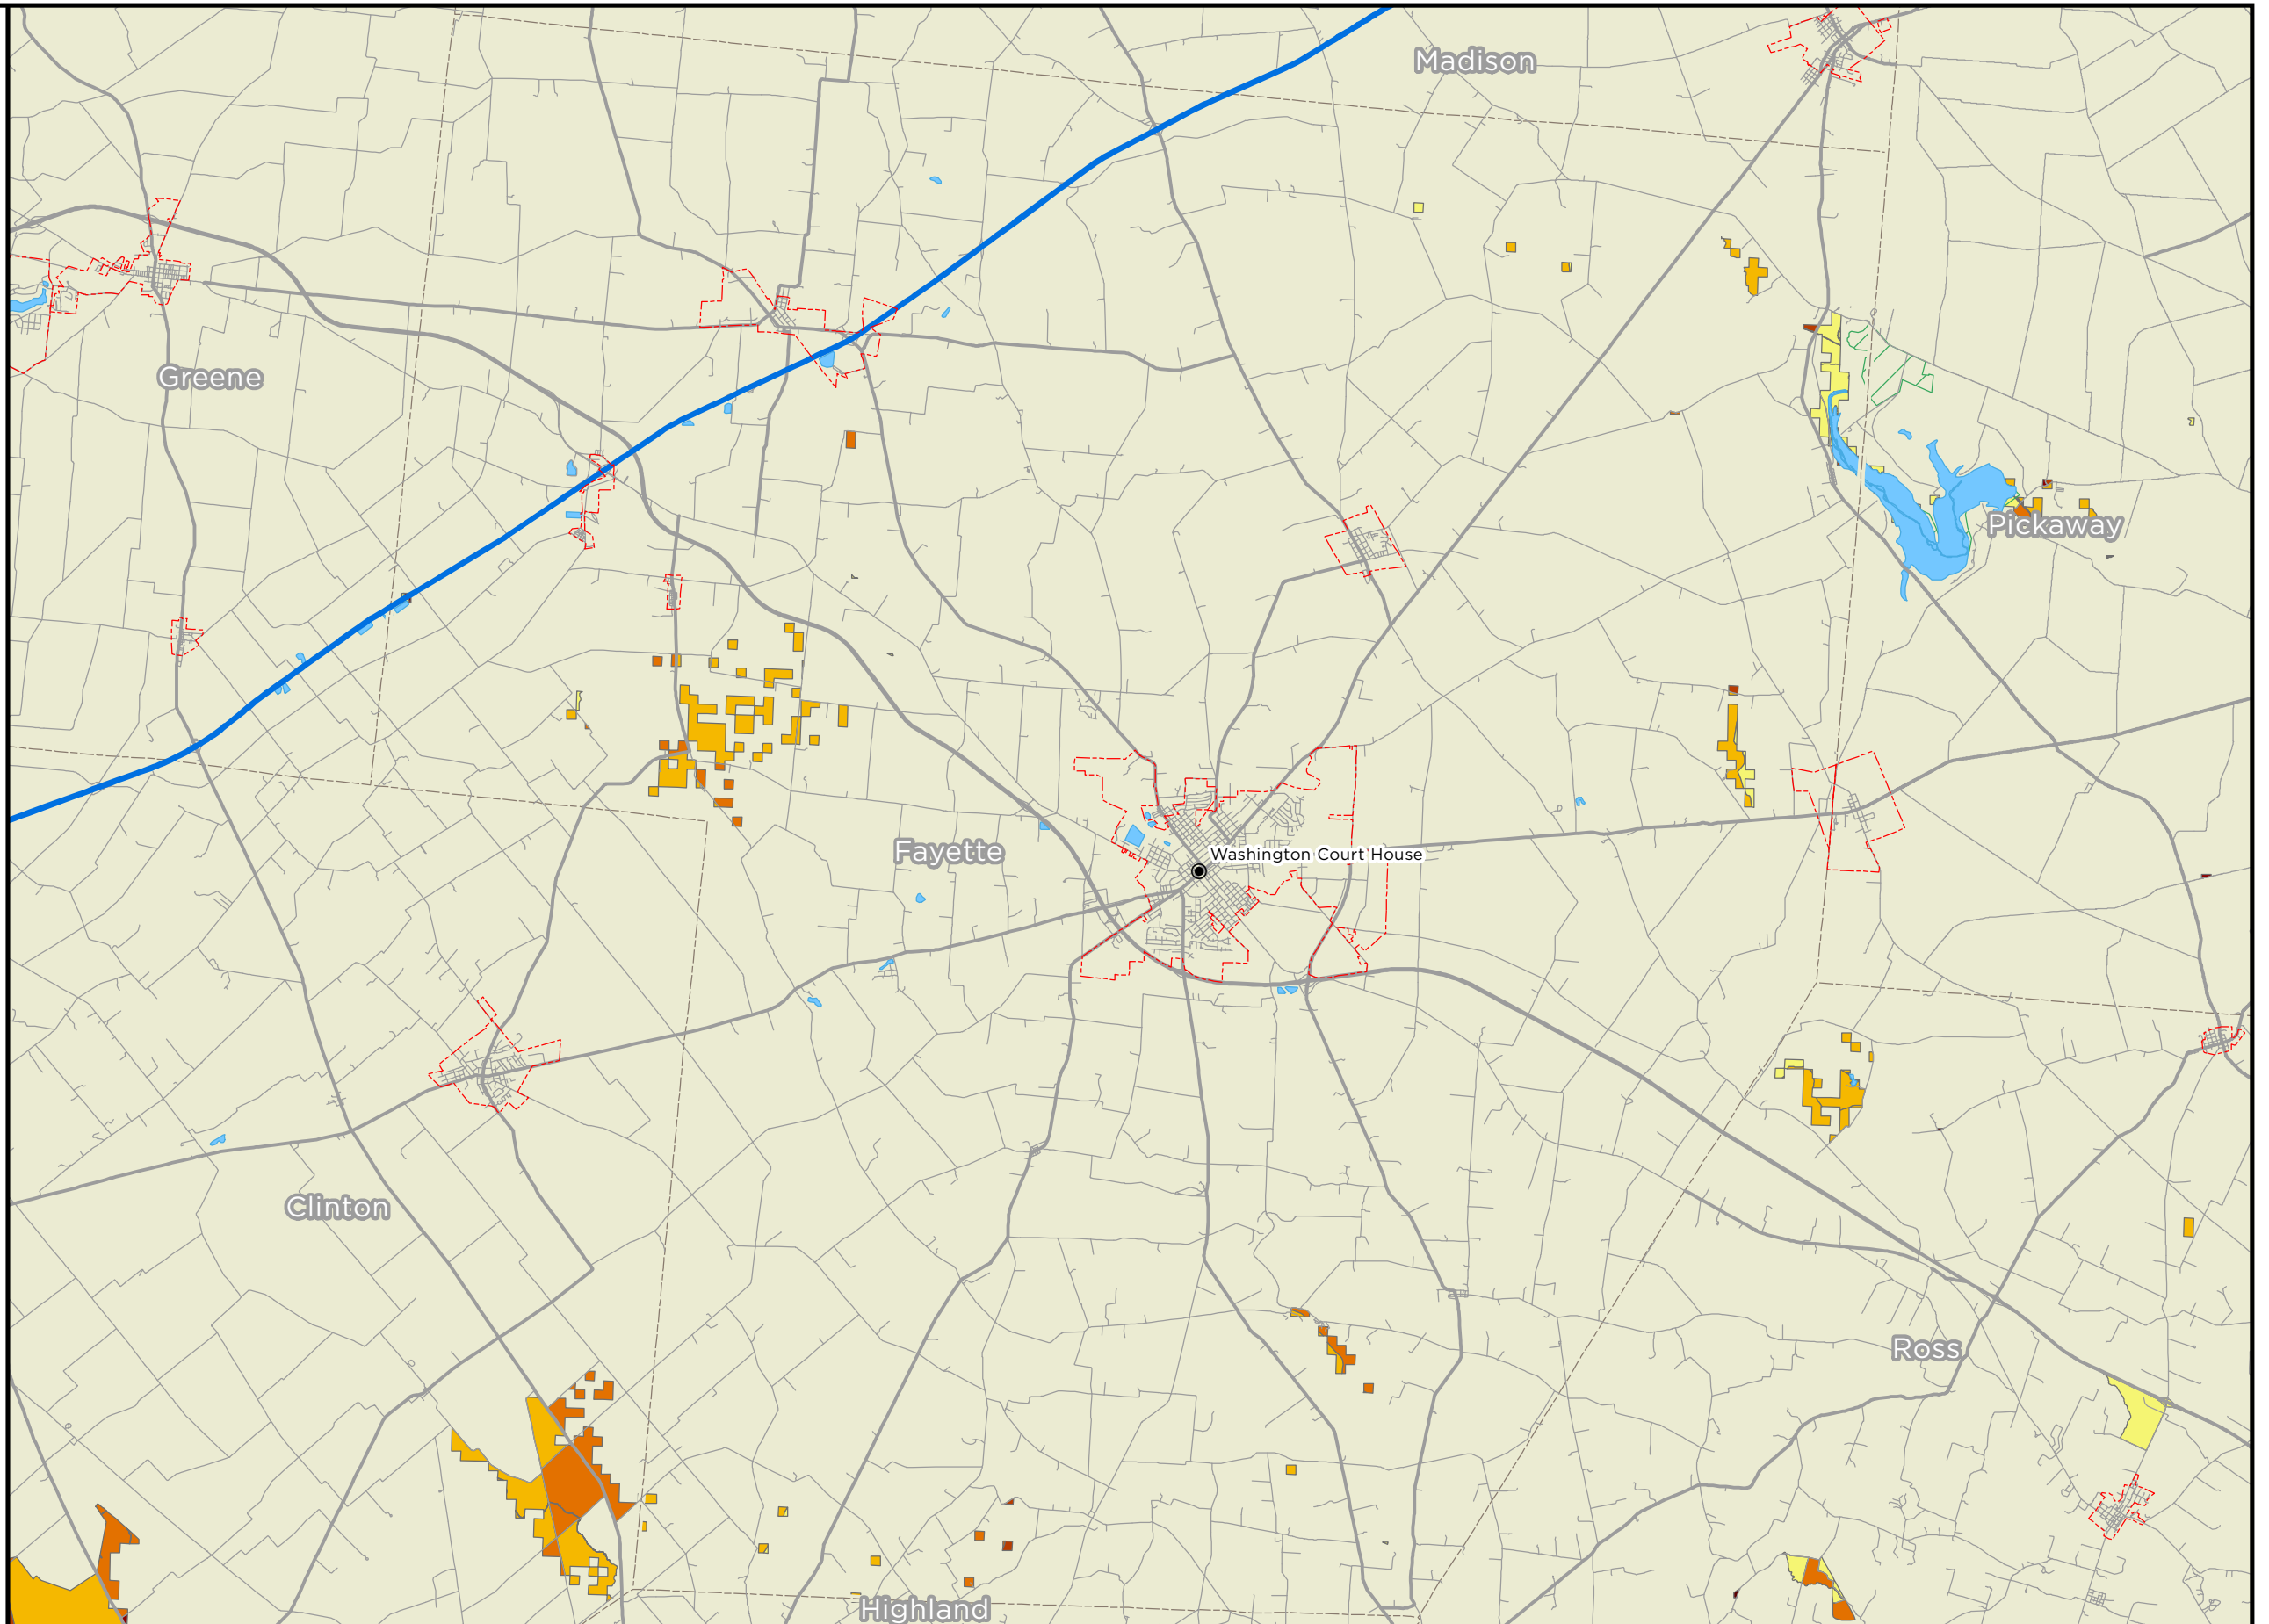 Madison
Greene
Pickaway
Fayette
Washington Court House
Clinton
Ross
Highland